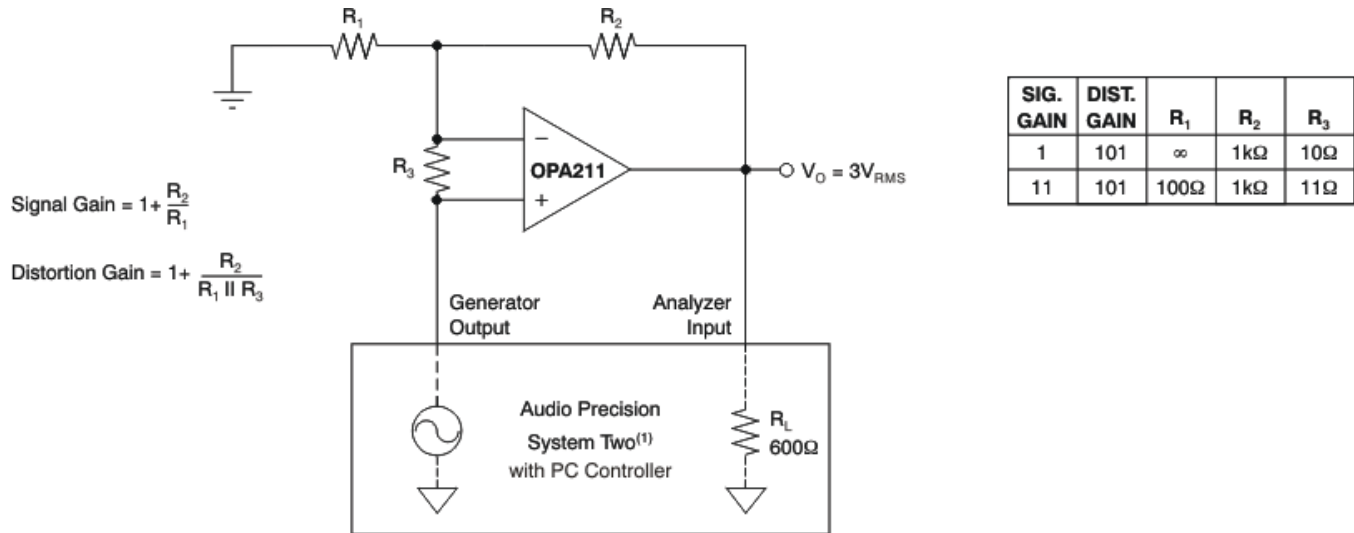 R1
R2
SIG. GAIN DIST. GAIN R1 R2 R3
1 101 ∞ 1kΩ 10Ω
11 101 100Ω 1kΩ 11Ω
R3
−
+
OPA211
VO = 3VRMS
Signal Gain = 1+ R2/R1
Distortion Gain = 1+ R2/(R1 II R3)
Generator
Output
Analyzer
Input
Audio Precision
System Two(1)
with PC Controller
RL
600Ω